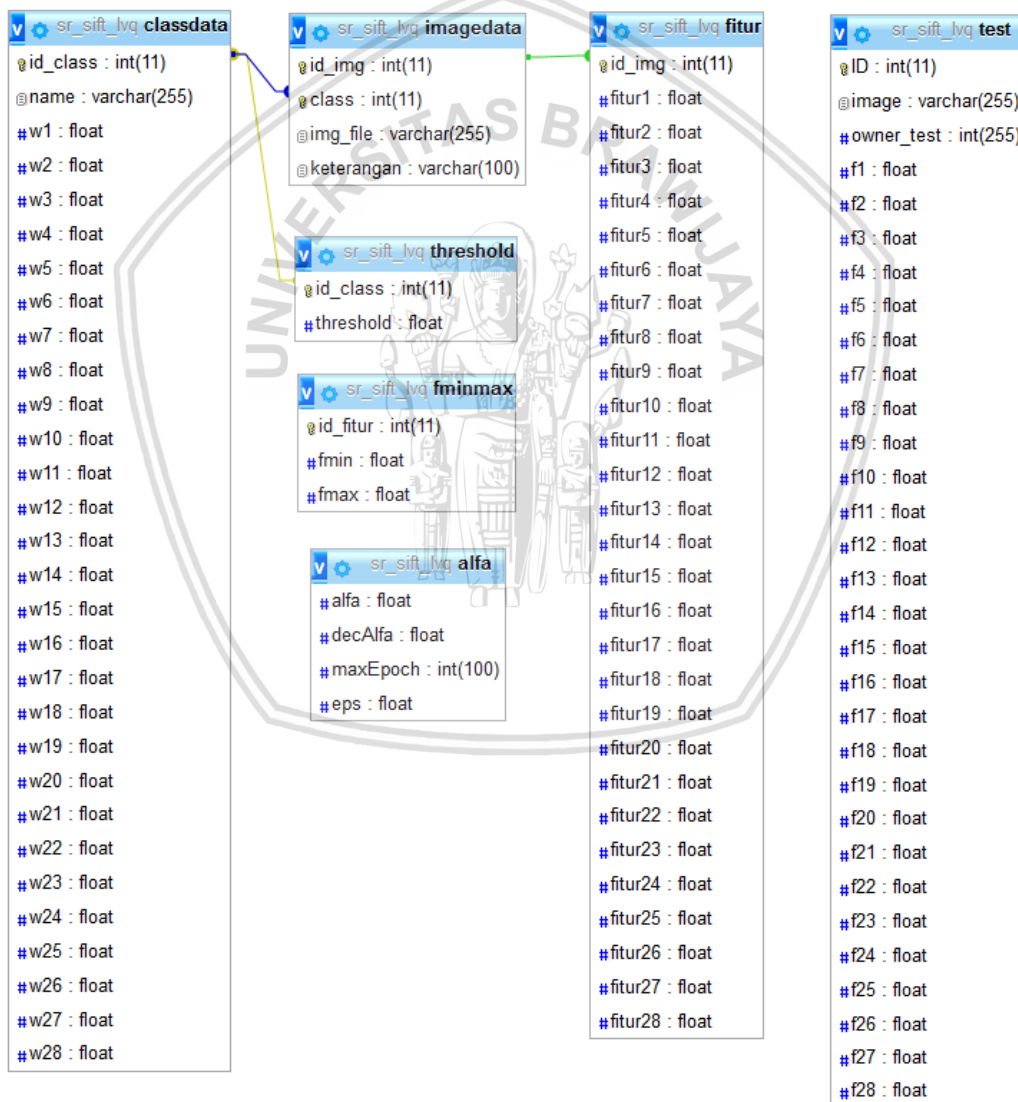 sr_sift_lvq classdata
id_class : int(11)
name : varchar(255)
#w1 : float
#w2 : float
#w3 : float
#w4 : float
#w5 : float
#w6 : float
#w7 : float
#w8 : float
#w9 : float
#w10 : float
#w11 : float
#w12 : float
#w13 : float
#w14 : float
#w15 : float
#w16 : float
#w17 : float
#w18 : float
#w19 : float
#w20 : float
#w21 : float
#w22 : float
#w23 : float
#w24 : float
#w25 : float
#w26 : float
#w27 : float
#w28 : float
sr_sift_lvq imagedata
id_img : int(11)
class : int(11)
img_file : varchar(255)
keterangan : varchar(100)
sr_sift_lvq threshold
id_class : int(11)
#threshold : float
sr_sift_lvq fminmax
id_fitur : int(11)
#fmin : float
#fmax : float
sr_sift_lvq alfa
#alfa : float
#decAlfa : float
#maxEpoch : int(100)
#eps : float
sr_sift_lvq fitur
id_img : int(11)
#fitur1 : float
#fitur2 : float
#fitur3 : float
#fitur4 : float
#fitur5 : float
#fitur6 : float
#fitur7 : float
#fitur8 : float
#fitur9 : float
#fitur10 : float
#fitur11 : float
#fitur12 : float
#fitur13 : float
#fitur14 : float
#fitur15 : float
#fitur16 : float
#fitur17 : float
#fitur18 : float
#fitur19 : float
#fitur20 : float
#fitur21 : float
#fitur22 : float
#fitur23 : float
#fitur24 : float
#fitur25 : float
#fitur26 : float
#fitur27 : float
#fitur28 : float
sr_sift_lvq test
ID : int(11)
image : varchar(255)
#owner_test : int(255)
#f1 : float
#f2 : float
#f3 : float
#f4 : float
#f5 : float
#f6 : float
#f7 : float
#f8 : float
#f9 : float
#f10 : float
#f11 : float
#f12 : float
#f13 : float
#f14 : float
#f15 : float
#f16 : float
#f17 : float
#f18 : float
#f19 : float
#f20 : float
#f21 : float
#f22 : float
#f23 : float
#f24 : float
#f25 : float
#f26 : float
#f27 : float
#f28 : float
UNIVERSITAS BRAWIJAYA